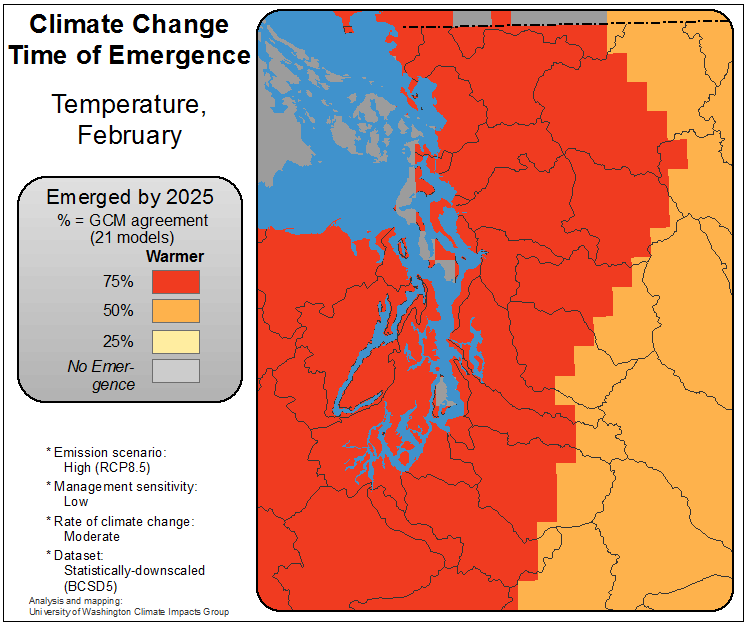 Climate Change
Time of Emergence
Temperature,
February
Emerged by 2025
% = GCM agreement
(21 models)
Warmer
75%
50%
25%
No Emer-
gence
* Emission scenario:
High (RCP8.5)
* Management sensitivity:
Low
* Rate of climate change:
Moderate
* Dataset:
Statistically-downscaled
(BCSD5)
Analysis and mapping:
University of Washington Climate Impacts Group